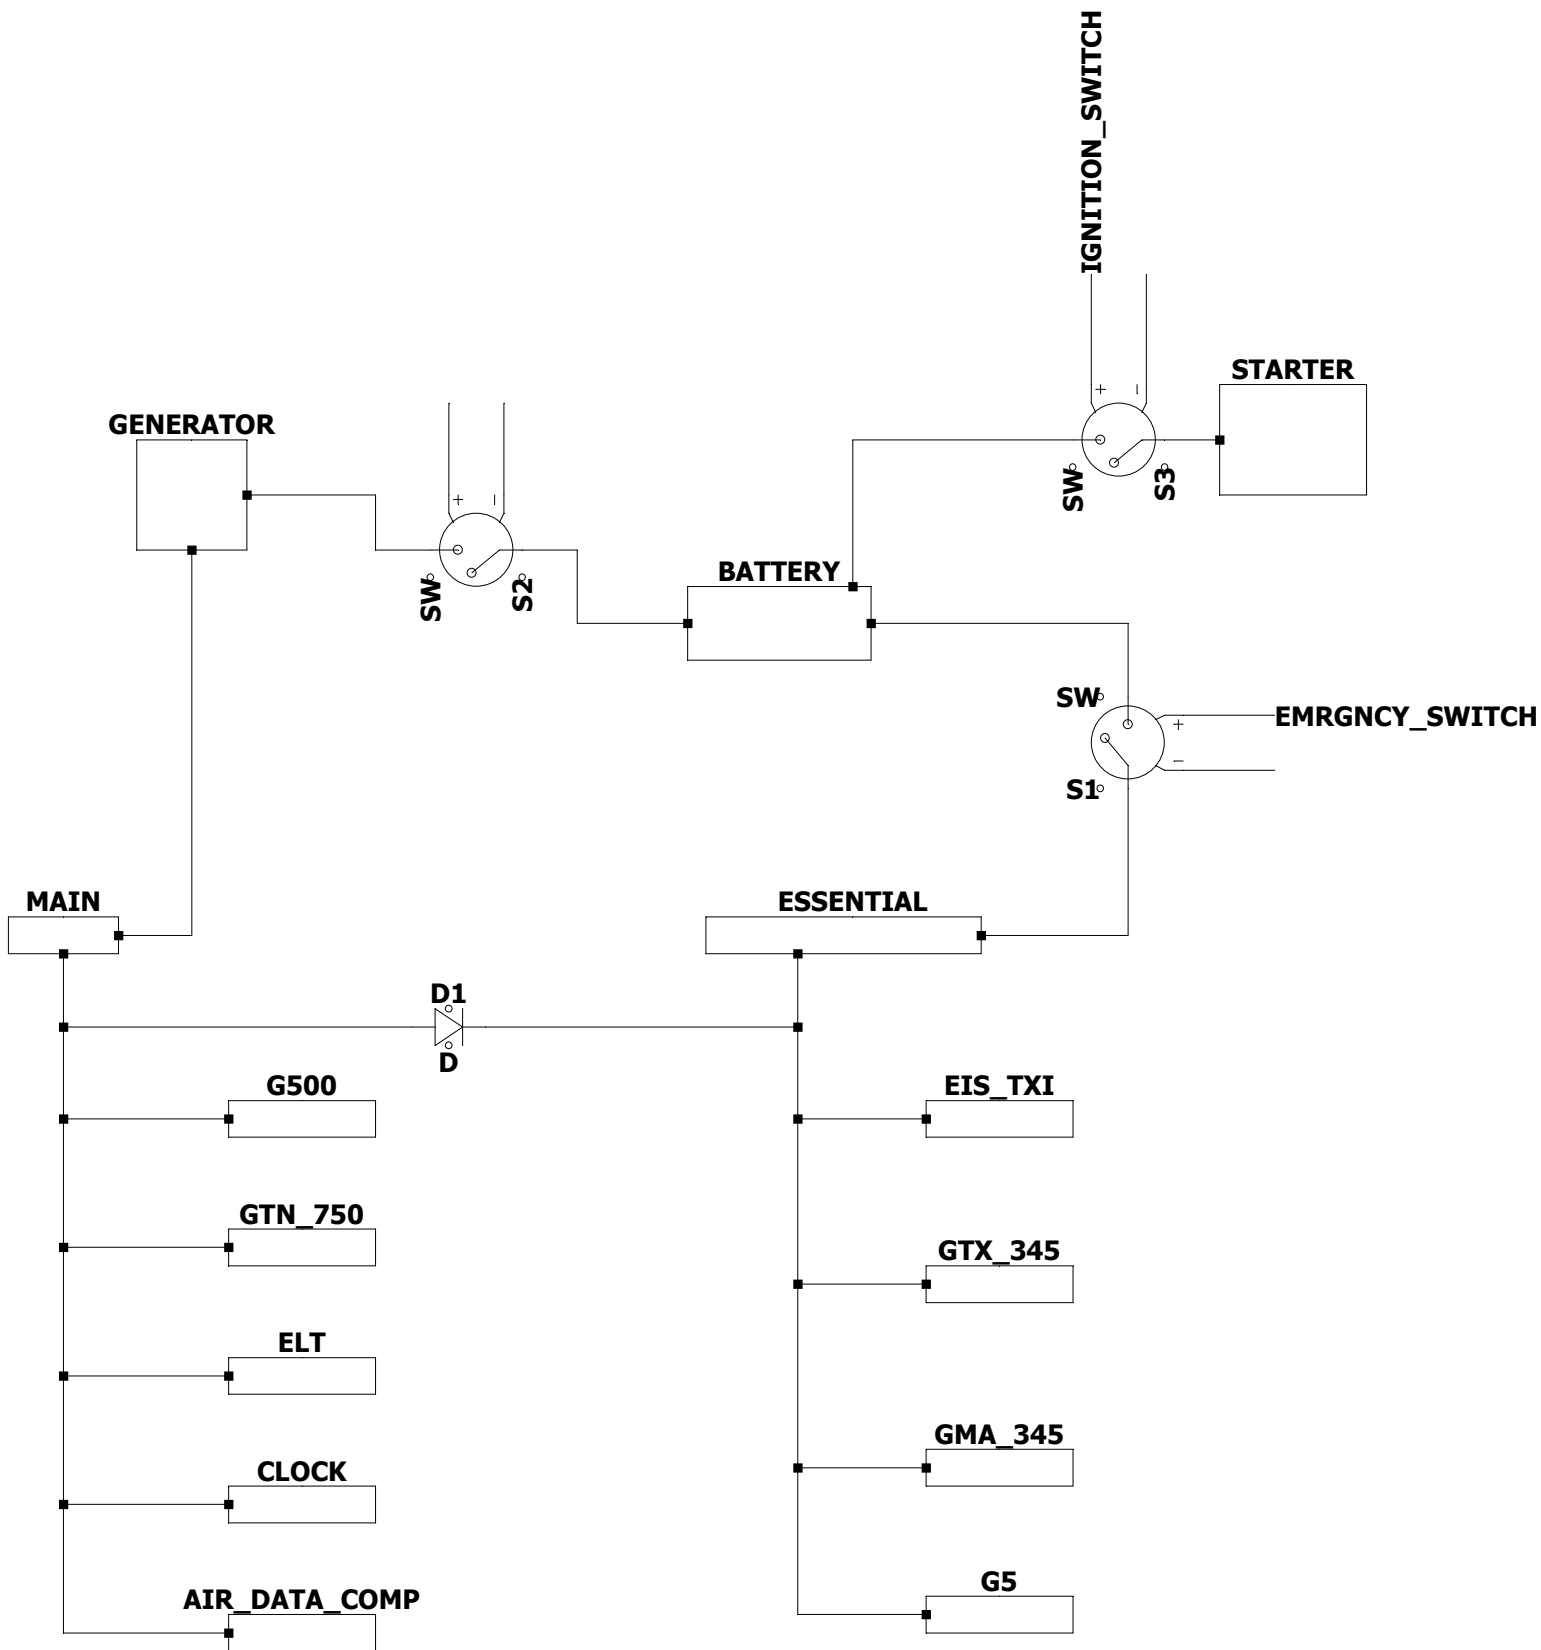 IGNITION_SWITCH
STARTER
GENERATOR
+ -
+ -
SW
S3
BATTERY
SW
S2
SW
EMRGNCY_SWITCH
+
-
S1
MAIN
ESSENTIAL
D1
D
G500
EIS_TXI
GTN_750
GTX_345
ELT
GMA_345
CLOCK
G5
AIR_DATA_COMP